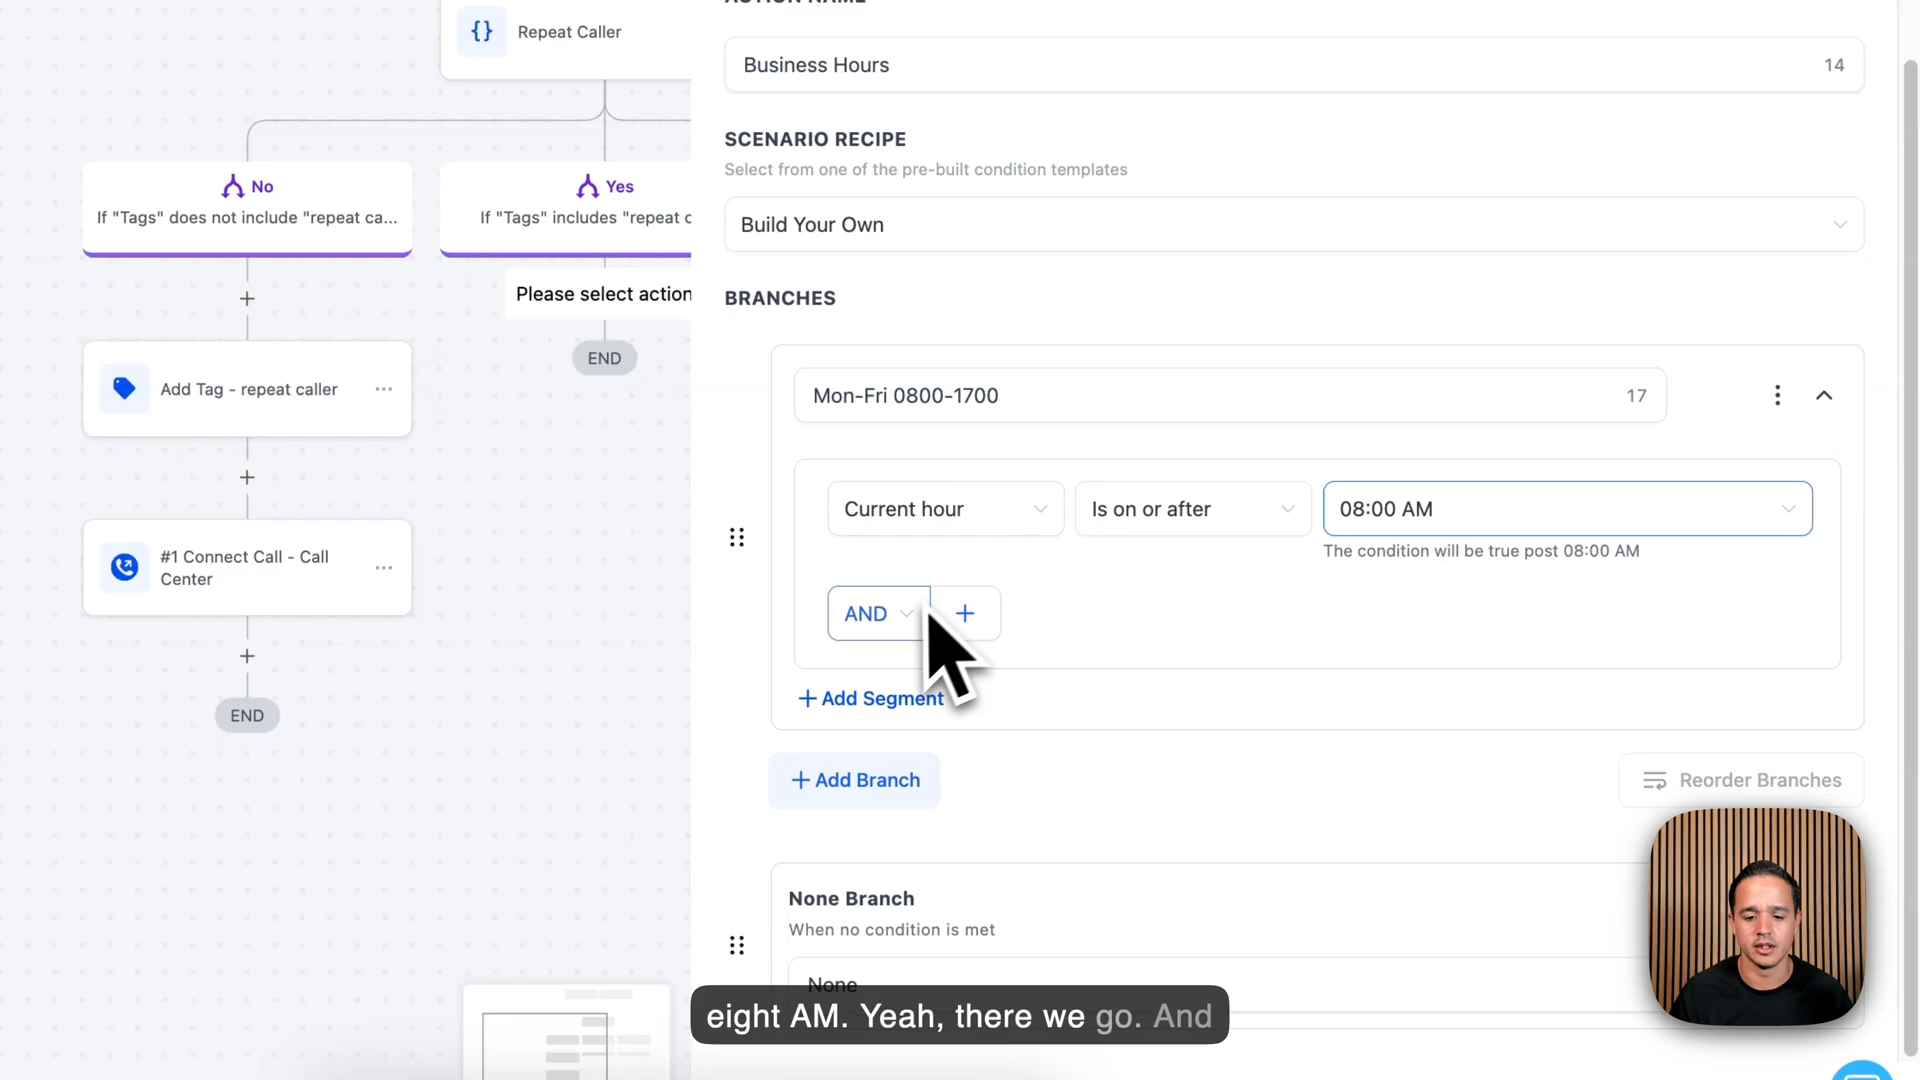 ACTION NAME
Repeat Caller
Business Hours
14
SCENARIO RECIPE
Select from one of the pre-built condition templates
No
If "Tags" does not include "repeat ca...
Yes
If "Tags" includes "repeat c
Build Your Own
Please select action
BRANCHES
END
Add Tag - repeat caller
Mon-Fri 0800-1700
17
Current hour
Is on or after
08:00 AM
The condition will be true post 08:00 AM
#1 Connect Call - Call
Center
AND
Add Segment
END
Add Branch
Reorder Branches
None Branch
When no condition is met
None
eight AM. Yeah, there we go. And